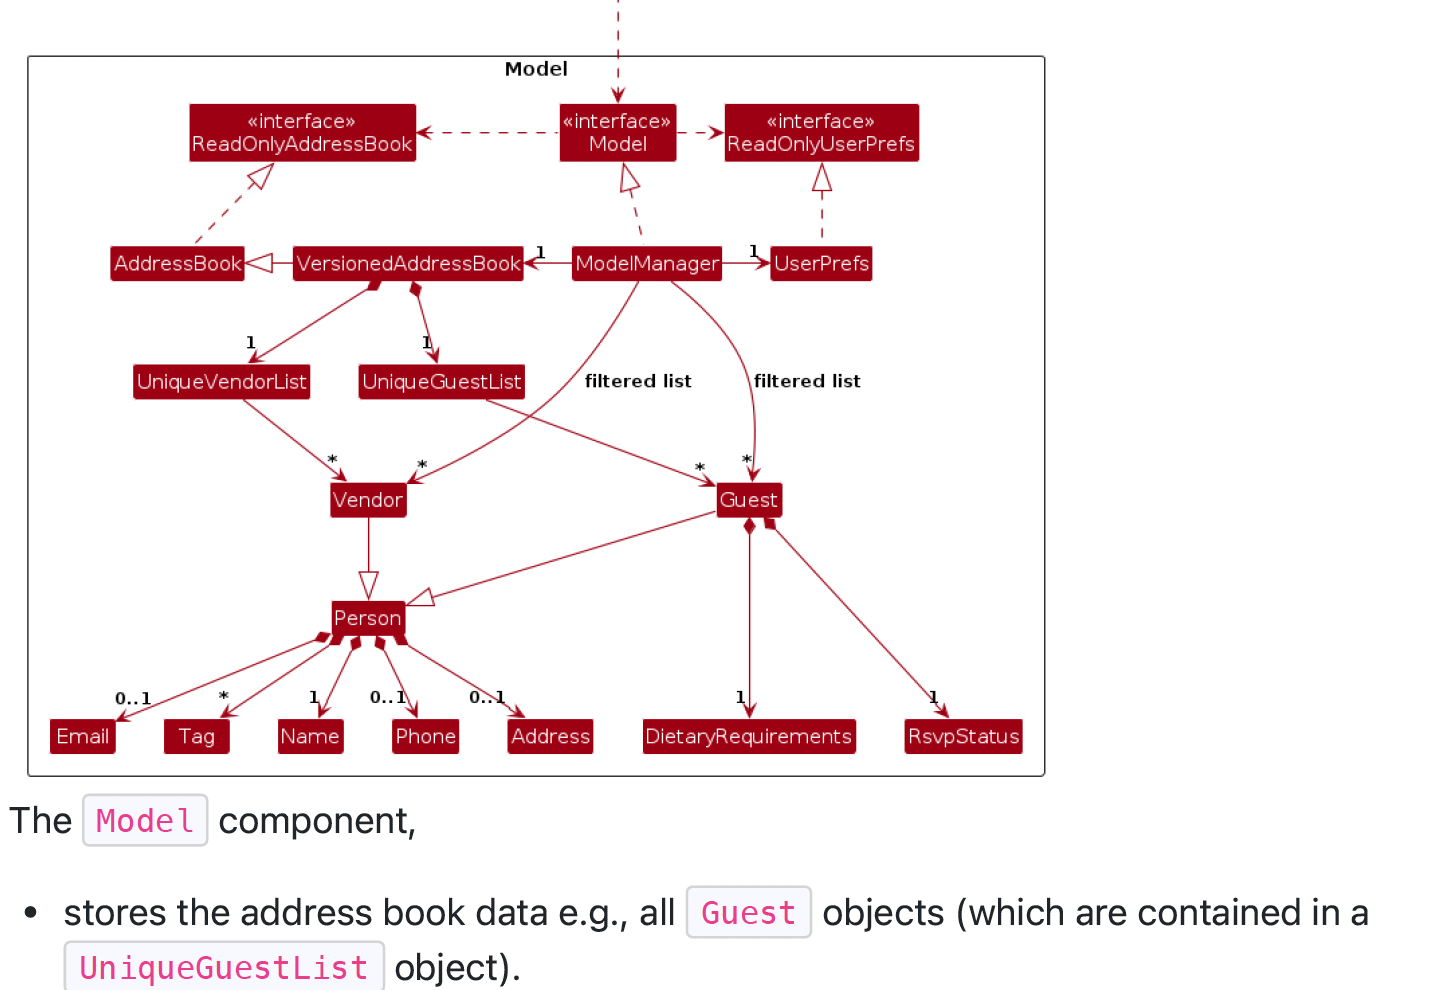 Model
«interface»
ReadOnlyAddressBook
«interface»
Model
«interface»
ReadOnlyUserPrefs
AddressBook
VersionedAddressBook
1
ModelManager
1
UserPrefs
1
1
UniqueVendorList
UniqueGuestList
filtered list
filtered list
*
*
*
*
Vendor
Guest
Person
0..1
*
1
0..1
0..1
1
1
Email
Tag
Name
Phone
Address
DietaryRequirements
RsvpStatus
The Model component,
• stores the address book data e.g., all Guest objects (which are contained in a
UniqueGuestList object).